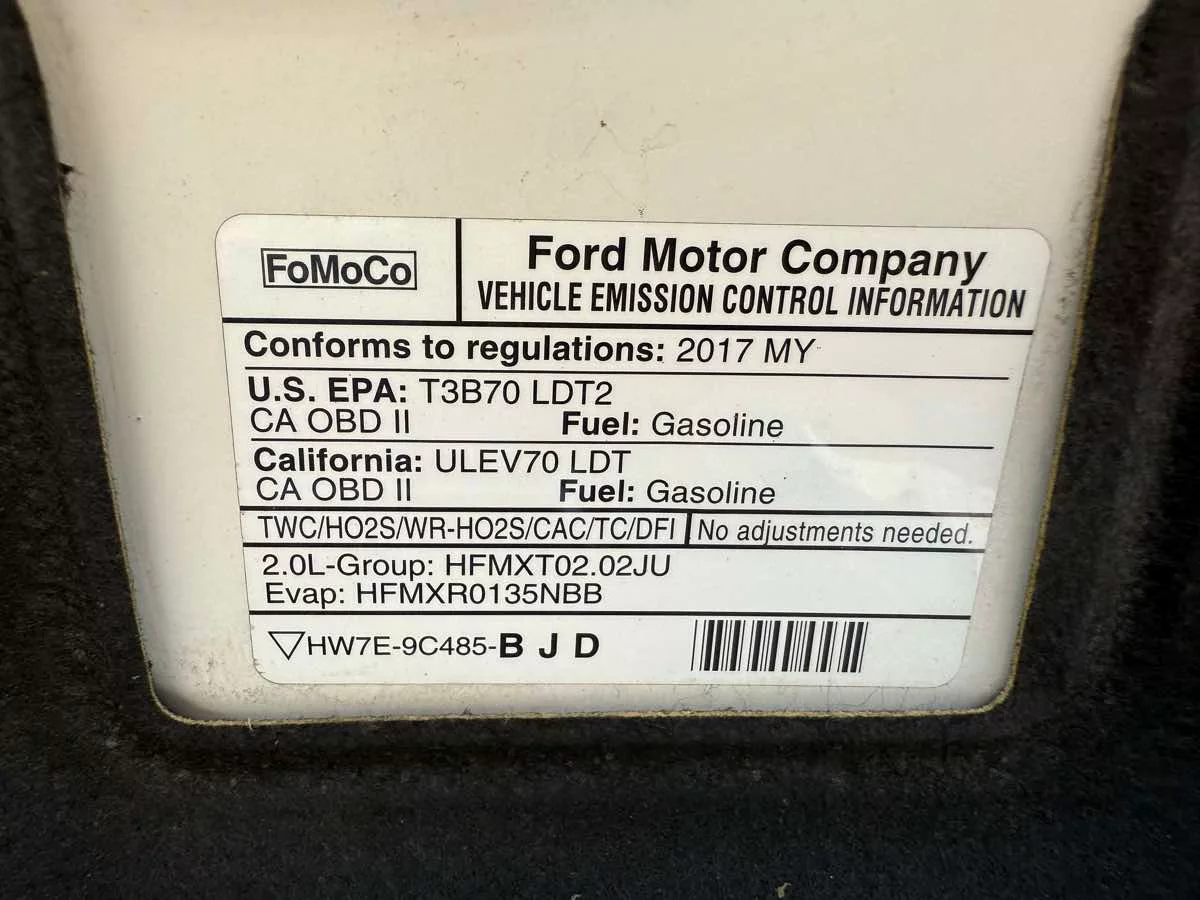 FoMoCo
Ford Motor Company
VEHICLE EMISSION CONTROL INFORMATION
Conforms to regulations: 2017 MY
U.S. EPA: T3B70 LDT2
CA OBD II Fuel: Gasoline
California: ULEV70 LDT
CA OBD II Fuel: Gasoline
TWC/HO2S/WR-HO2S/CAC/TC/DFI No adjustments needed.
2.0L-Group: HFMXT02.02JU
Evap: HFMXR0135NBB
HW7E-9C485-B J D